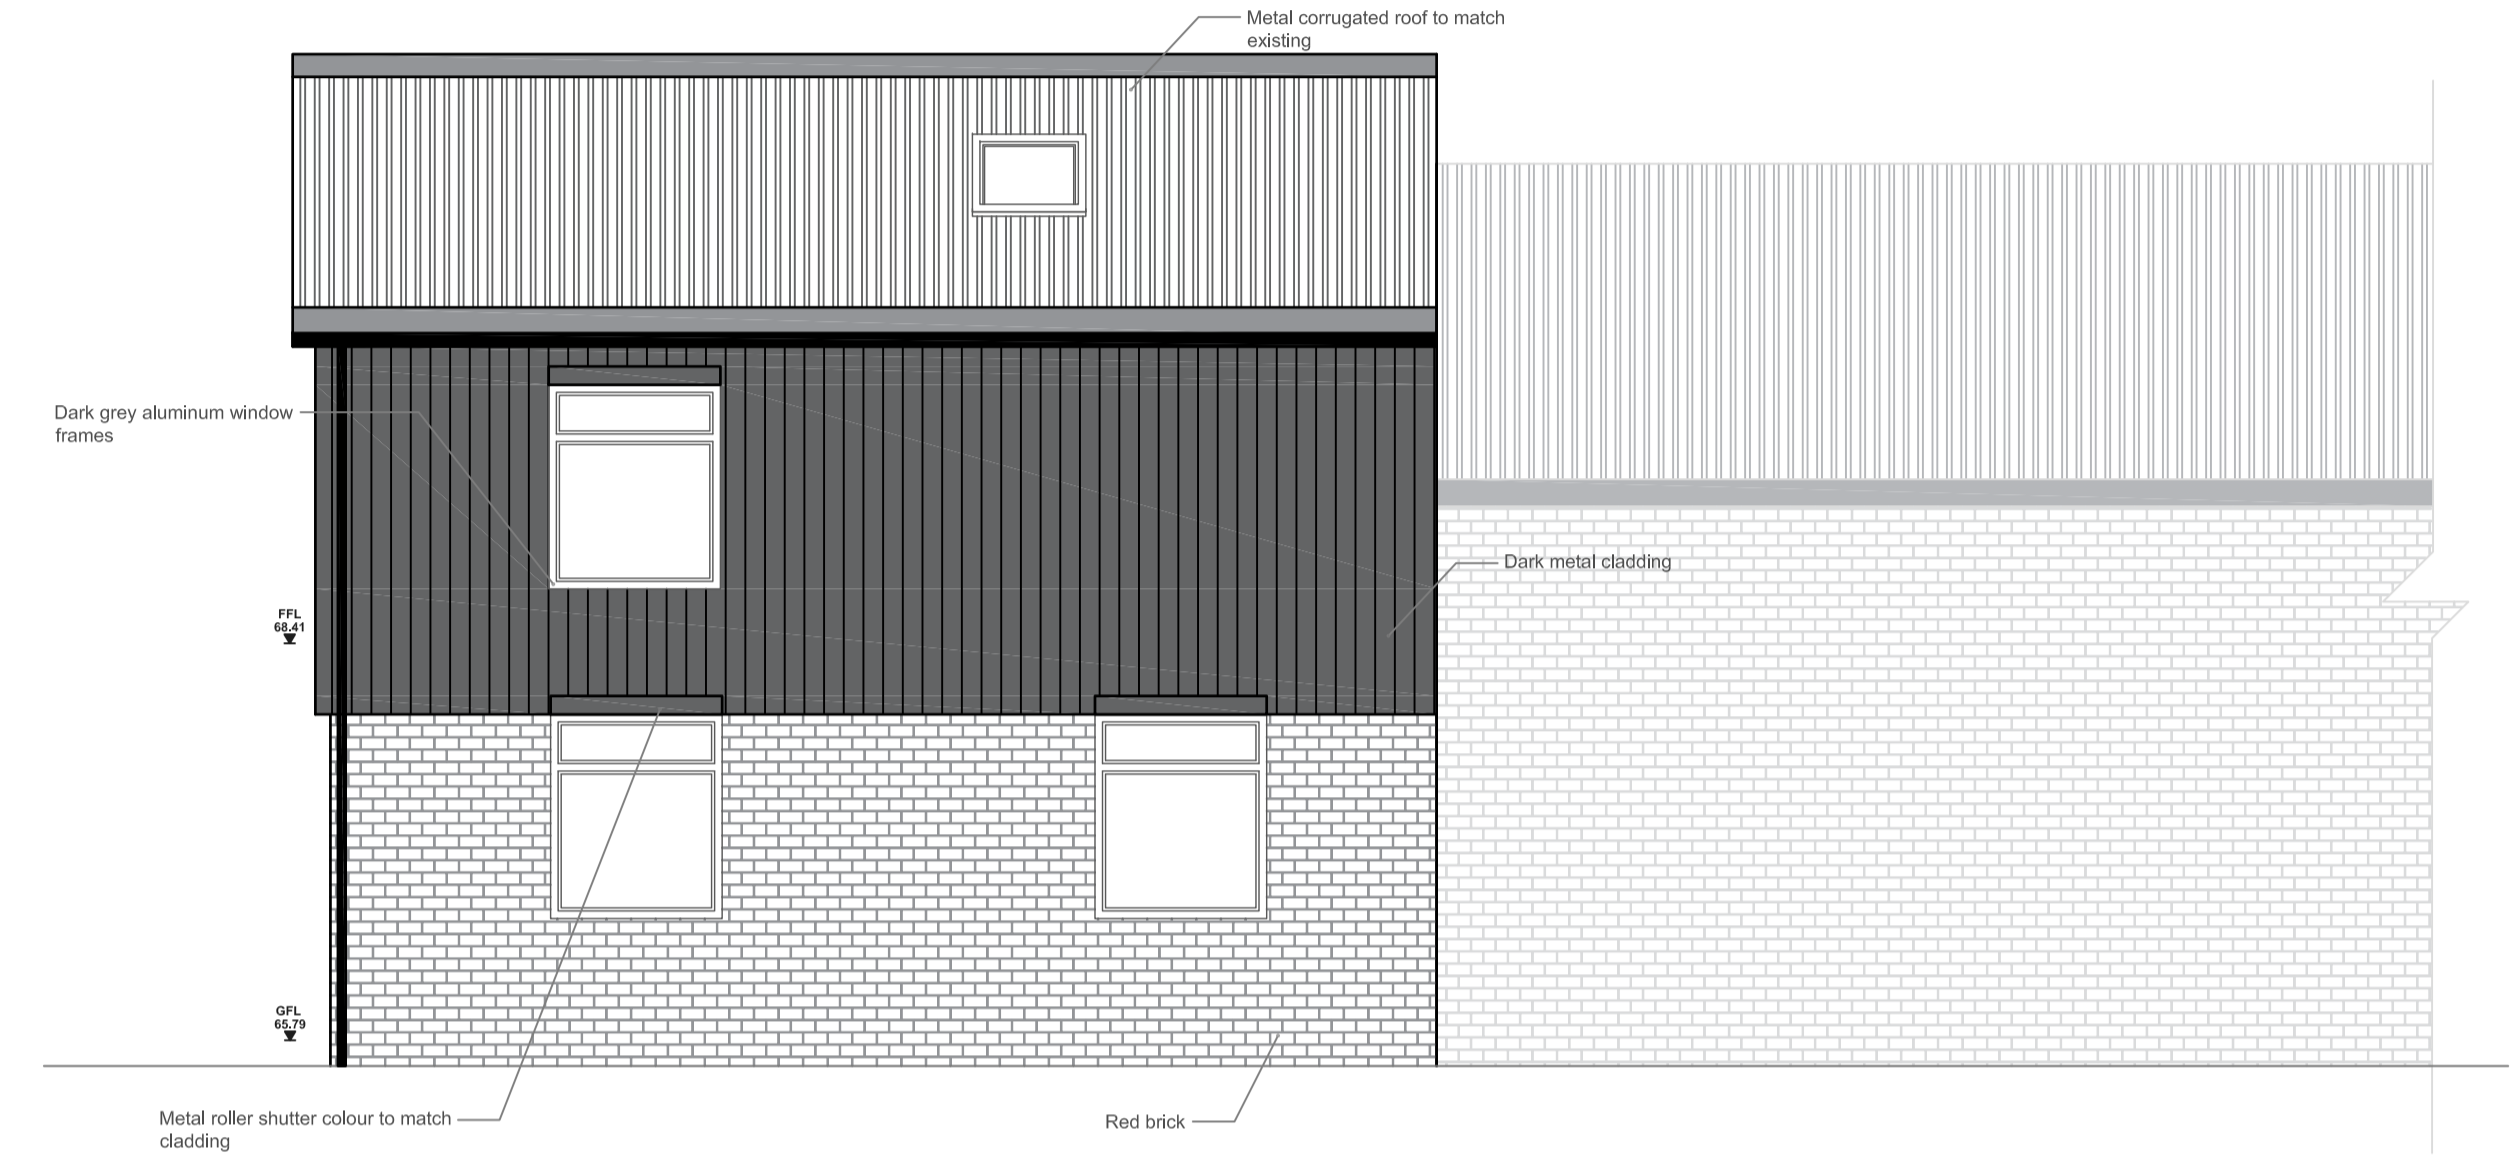 Metal corrugated roof to match
existing
Dark grey aluminum window
frames
Dark metal cladding
FFL
68.41
GFL
65.79
Metal roller shutter colour to match
cladding
Red brick